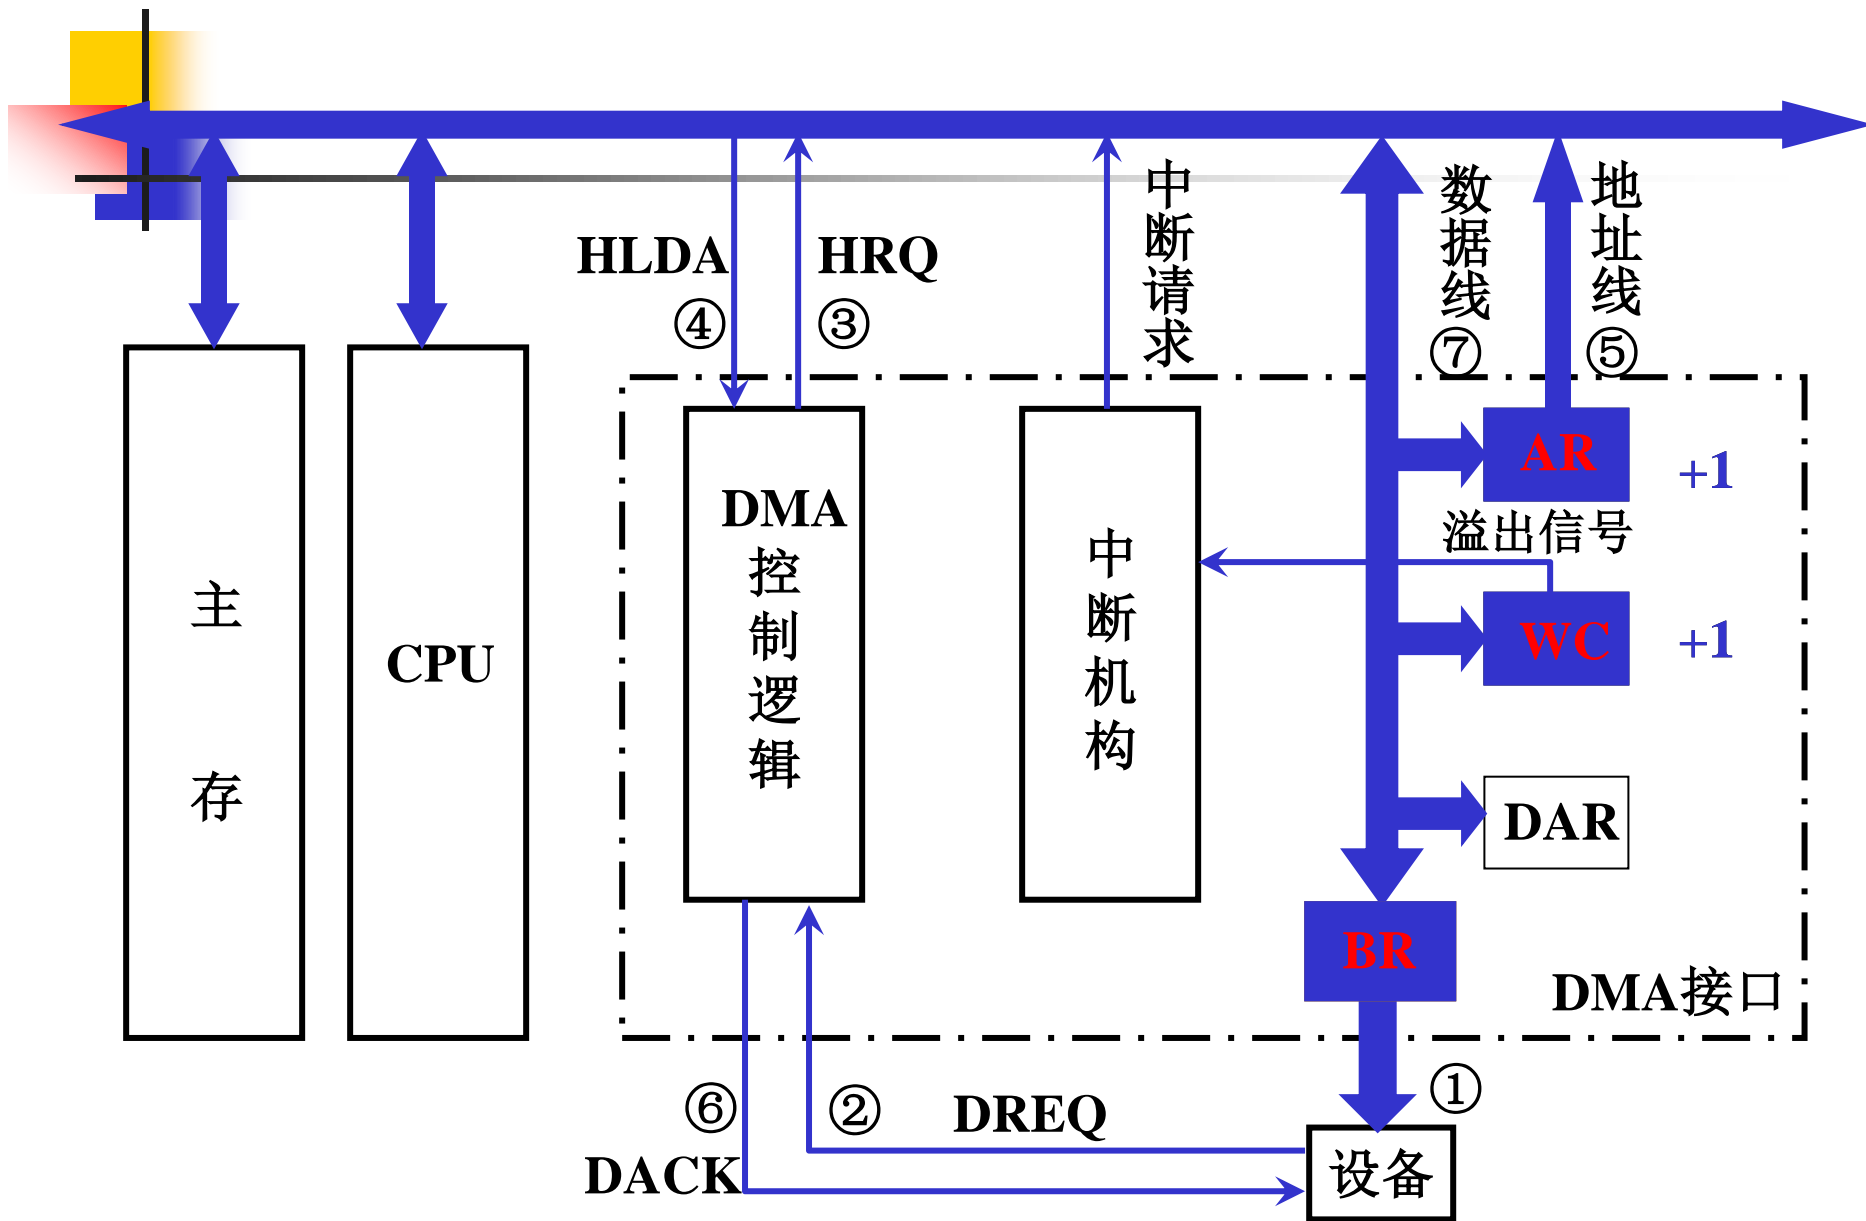 HLDA
④
HRQ
③
中断请求
数据线
⑦
地址线
⑤
主存
CPU
DMA
控制逻辑
中断机构
AR
+1
溢出信号
WC
+1
DAR
BR
DMA接口
①
⑥
②
DREQ
DACK
设备